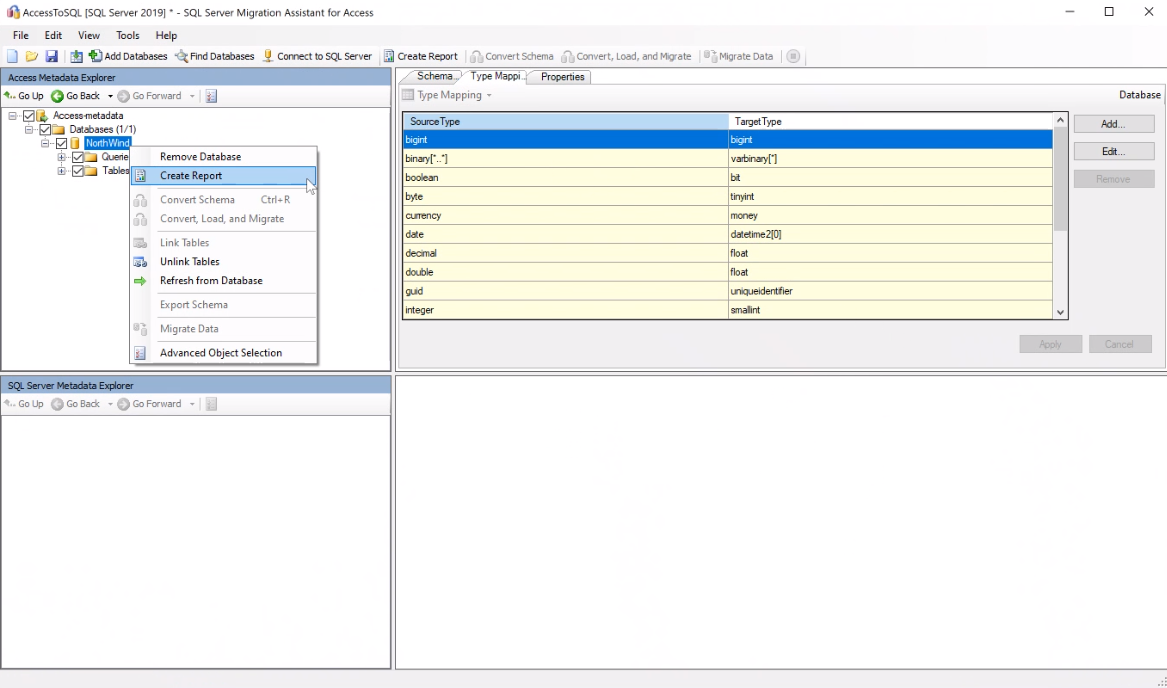 AccessToSQL [SQL Server 2019] * - SQL Server Migration Assistant for Access
File Edit View Tools Help
Add Databases Find Databases Connect to SQL Server Create Report Convert Schema Convert, Load, and Migrate Migrate Data
Access Metadata Explorer
Go Up Go Back Go Forward
Access-metadata
Databases (1/1)
NorthWind
Querie
Tables
Remove Database
Create Report
Convert Schema Ctrl+R
Convert, Load, and Migrate
Link Tables
Unlink Tables
Refresh from Database
Export Schema
Migrate Data
Advanced Object Selection
Schema... Type Mappi... Properties
Type Mapping Database
SourceType TargetType
bigint bigint
binary[*..*] varbinary[*]
boolean bit
byte tinyint
currency money
date datetime2[0]
decimal float
double float
guid uniqueidentifier
integer smallint
Add...
Edit...
Remove
Apply Cancel
SQL Server Metadata Explorer
Go Up Go Back Go Forward